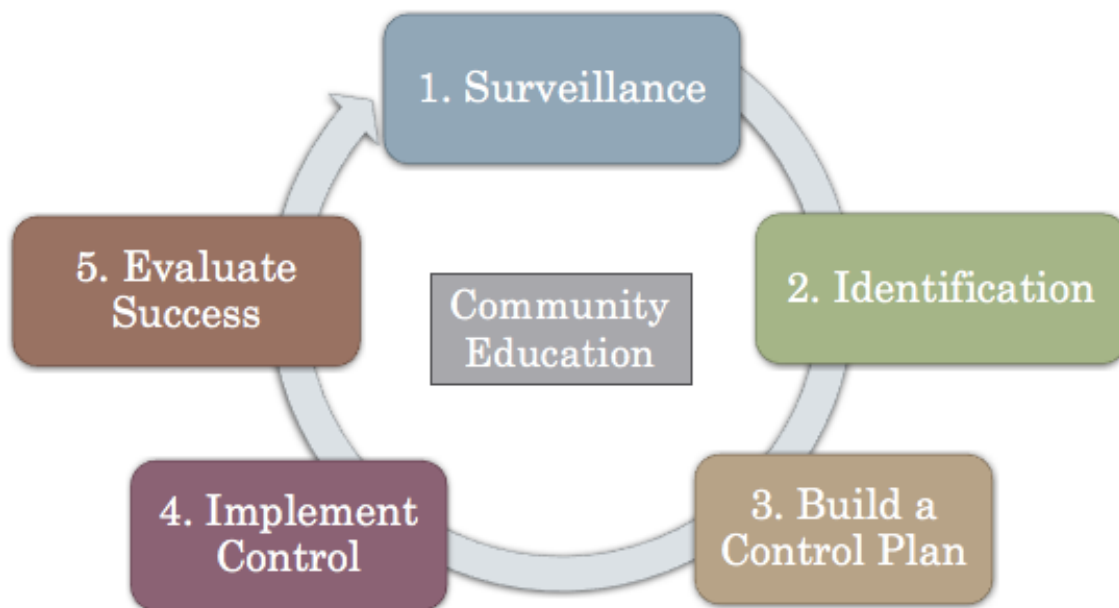 1. Surveillance
2. Identification
3. Build a
Control Plan
4. Implement
Control
5. Evaluate
Success
Community
Education